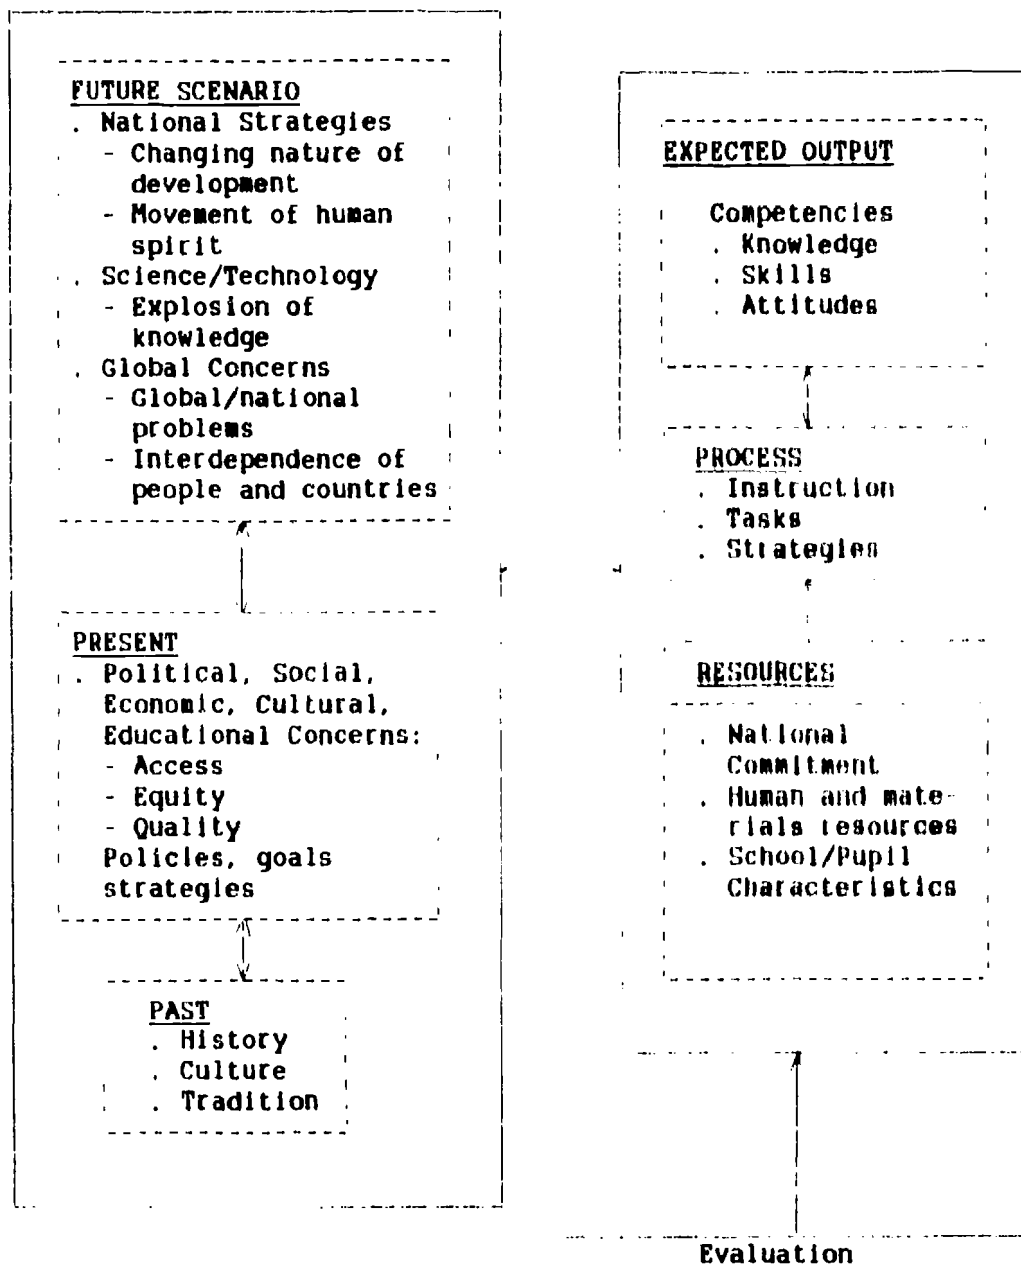 FUTURE SCENARIO
. National Strategies
- Changing nature of
development
- Movement of human
spirit
. Science/Technology
- Explosion of
knowledge
. Global Concerns
- Global/national
problems
- Interdependence of
people and countries
PRESENT
. Political, Social,
Economic, Cultural,
Educational Concerns:
- Access
- Equity
- Quality
Policies, goals
strategies
PAST
. History
. Culture
. Tradition
EXPECTED OUTPUT
Competencies
. Knowledge
. Skills
. Attitudes
PROCESS
. Instruction
. Tasks
. Strategies
RESOURCES
. National
Commitment
. Human and mate-
rials resources
. School/Pupil
Characteristics
Evaluation